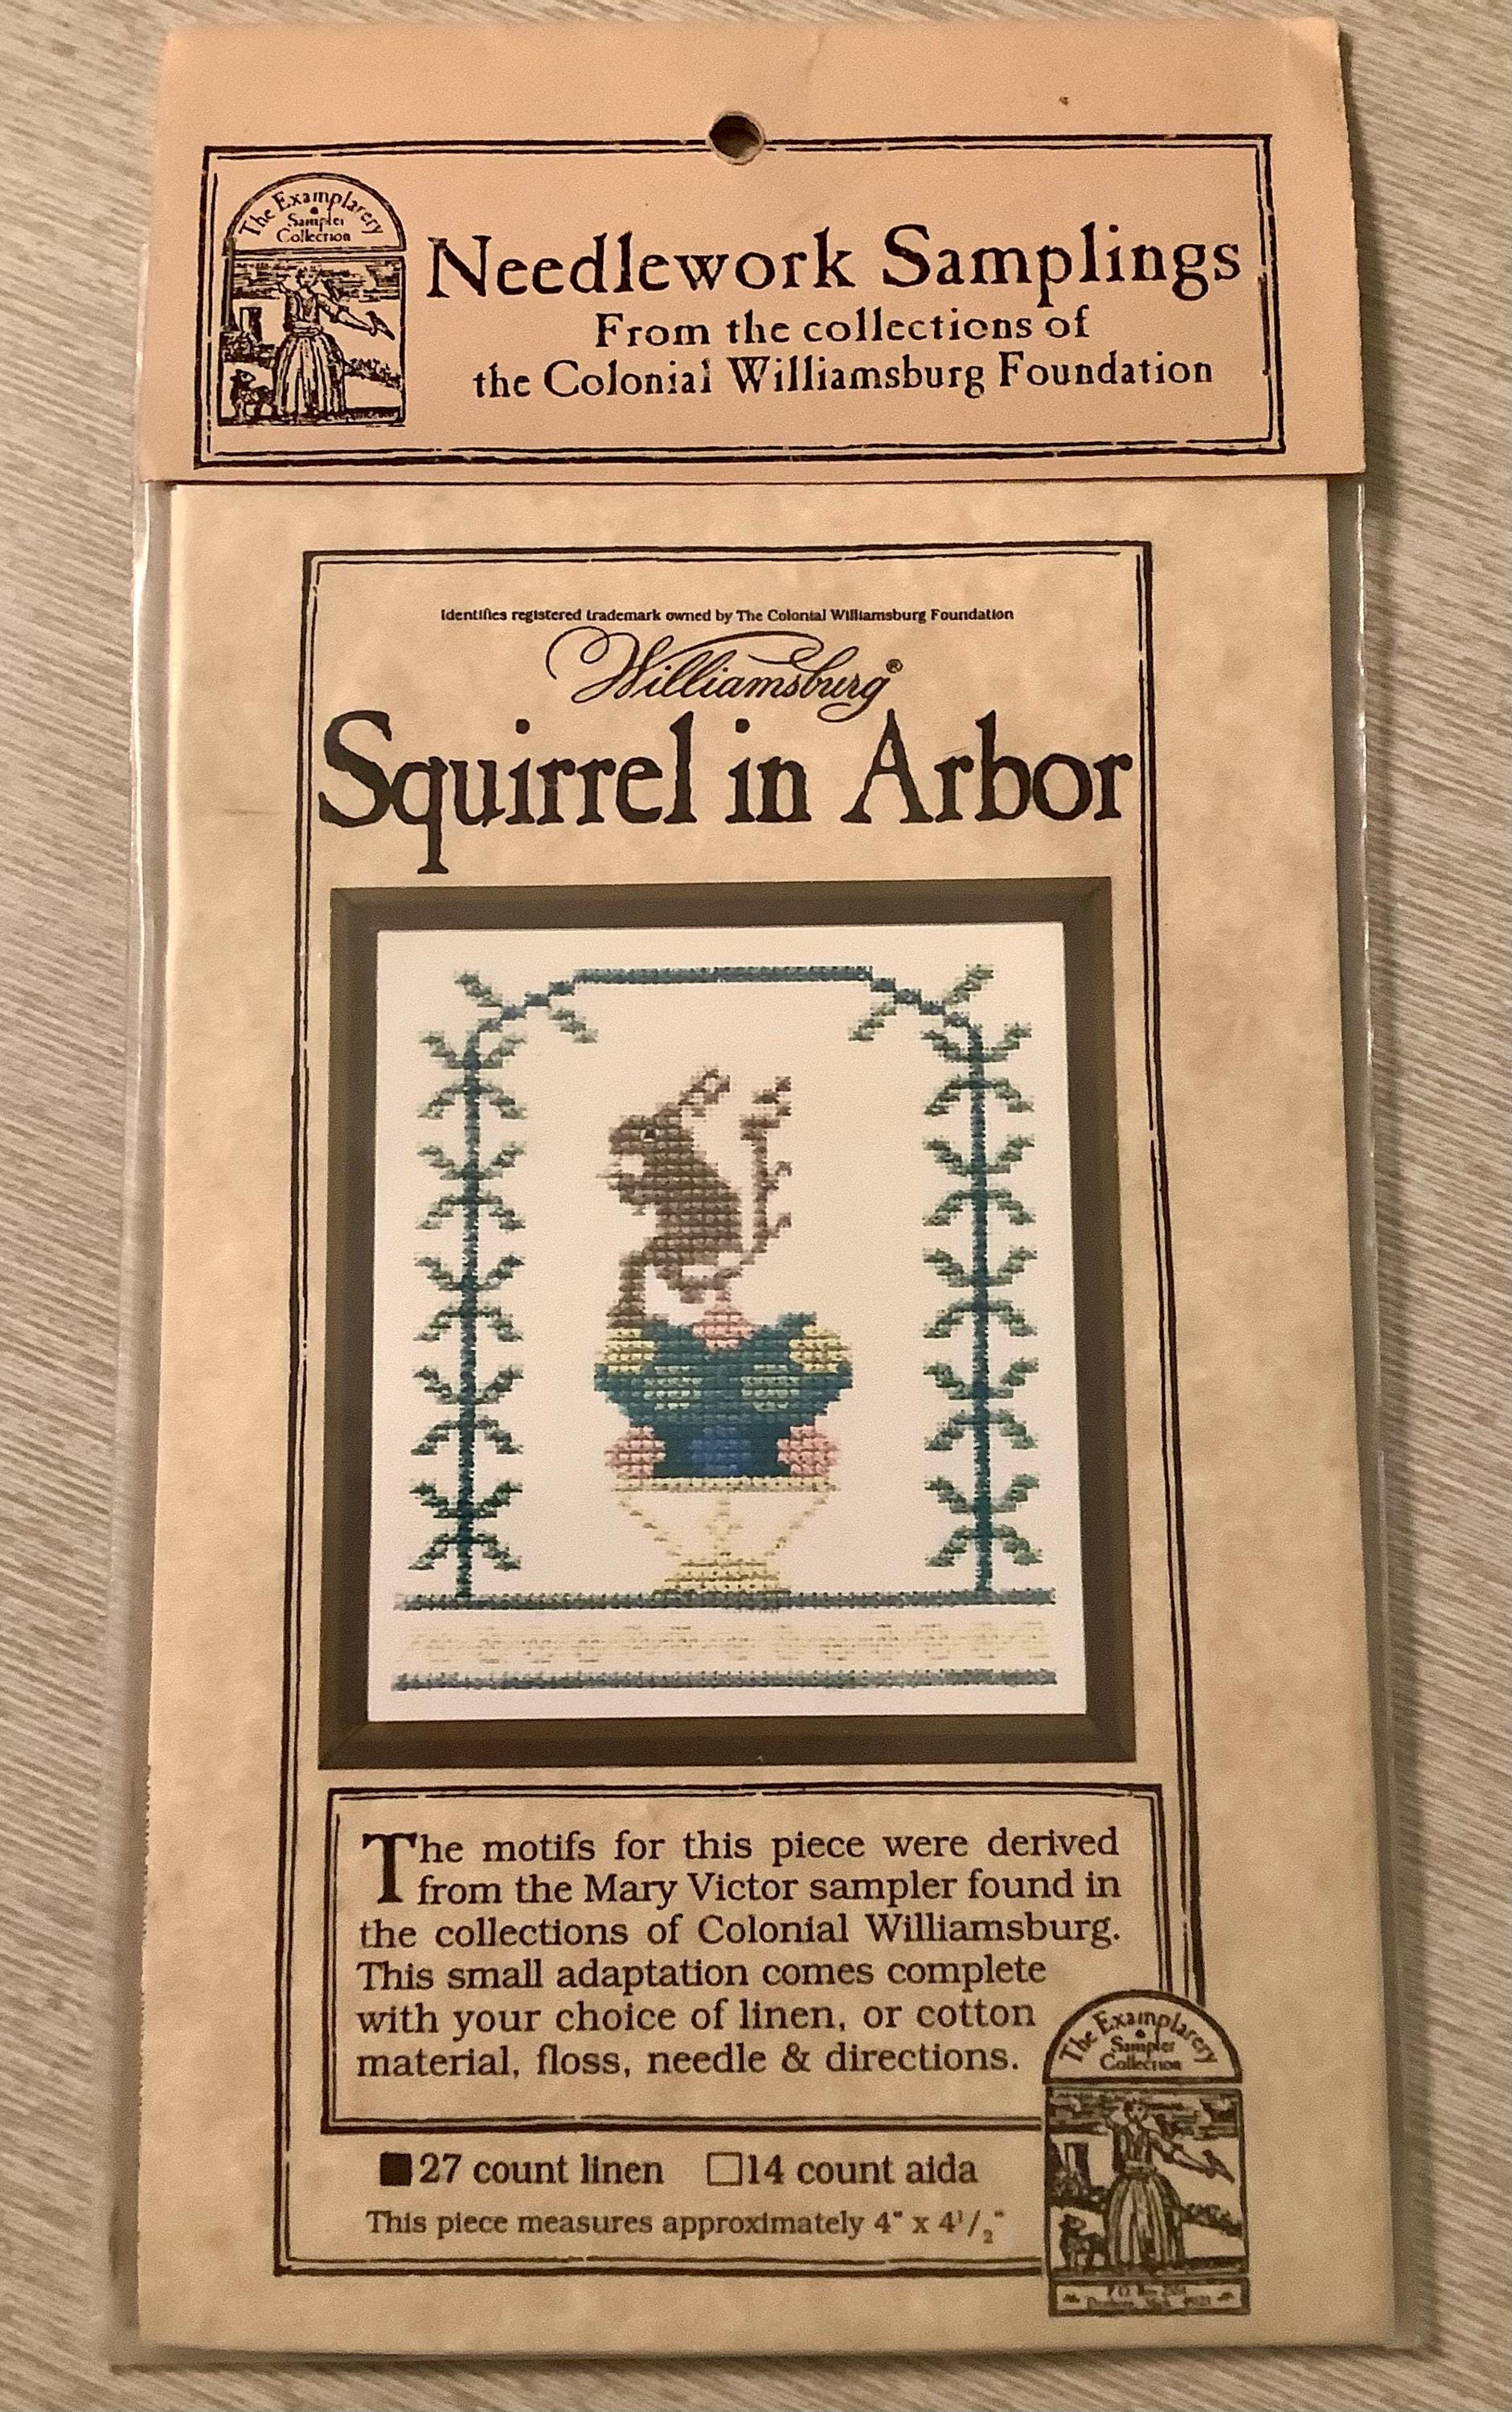 The Examplarery
Sampler
Collection
Needlework Samplings
From the collections of
the Colonial Williamsburg Foundation
Identifies registered trademark owned by The Colonial Williamsburg Foundation
Williamsburg®
Squirrel in Arbor
The motifs for this piece were derived
from the Mary Victor sampler found in
the collections of Colonial Williamsburg.
This small adaptation comes complete
with your choice of linen, or cotton
material, floss, needle & directions.
The Examplarery
Sampler
Collection
■ 27 count linen □ 14 count aida
This piece measures approximately 4" x 4 1/2"
P.O. Box